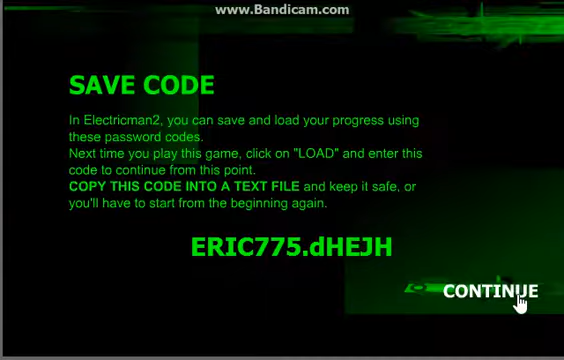 www.Bandicam.com
SAVE CODE
In Electricman2, you can save and load your progress using
these password codes.
Next time you play this game, click on "LOAD" and enter this
code to continue from this point.
COPY THIS CODE INTO A TEXT FILE and keep it safe, or
you'll have to start from the beginning again.
ERIC775.dHEJH
CONTINUE